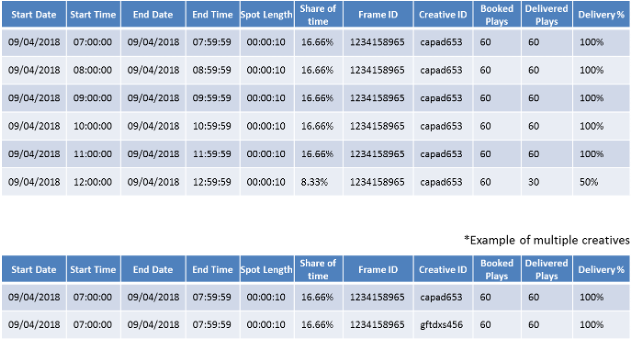 Start Date Start Time End Date End Time Spot Length Share of time Frame ID Creative ID Booked Plays Delivered Plays Delivery %
09/04/2018 07:00:00 09/04/2018 07:59:59 00:00:10 16.66% 1234158965 capad653 60 60 100%
09/04/2018 08:00:00 09/04/2018 08:59:59 00:00:10 16.66% 1234158965 capad653 60 60 100%
09/04/2018 09:00:00 09/04/2018 09:59:59 00:00:10 16.66% 1234158965 capad653 60 60 100%
09/04/2018 10:00:00 09/04/2018 10:59:59 00:00:10 16.66% 1234158965 capad653 60 60 100%
09/04/2018 11:00:00 09/04/2018 11:59:59 00:00:10 16.66% 1234158965 capad653 60 60 100%
09/04/2018 12:00:00 09/04/2018 12:59:59 00:00:10 8.33% 1234158965 capad653 60 30 50%
*Example of multiple creatives
Start Date Start Time End Date End Time Spot Length Share of time Frame ID Creative ID Booked Plays Delivered Plays Delivery %
09/04/2018 07:00:00 09/04/2018 07:59:59 00:00:10 16.66% 1234158965 capad653 60 60 100%
09/04/2018 07:00:00 09/04/2018 07:59:59 00:00:10 16.66% 1234158965 gftdxs456 60 60 100%